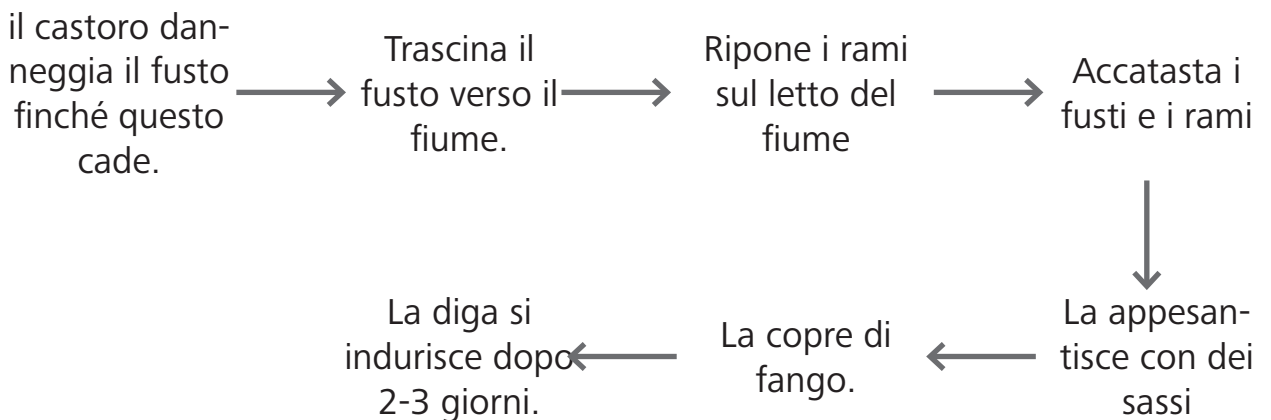 il castoro dan-
neggia il fusto
finché questo
cade.
Trascina il
fusto verso il
fiume.
Ripone i rami
sul letto del
fiume
Accatasta i
fusti e i rami
La appesan-
tisce con dei
sassi
La copre di
fango.
La diga si
indurisce dopo
2-3 giorni.